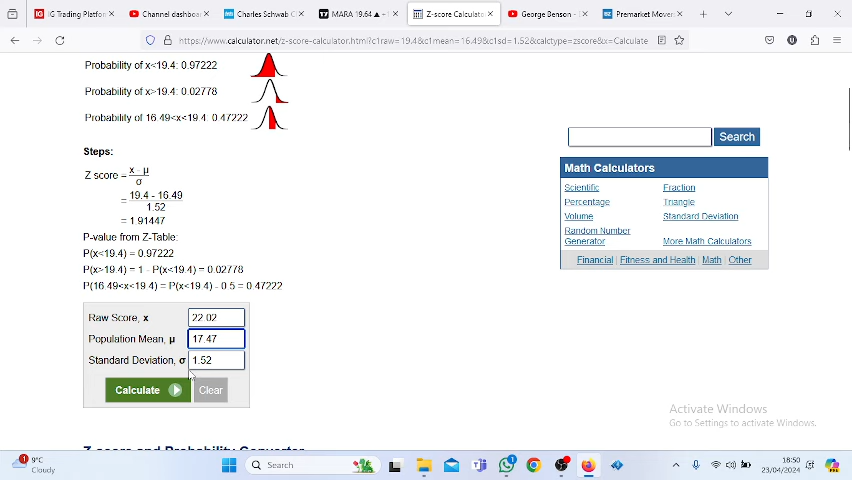 IG Trading Platfor
Channel dashboa
Charles Schwab C
MARA 19.64 ▲ +
Z-score Calculato
George Benson -
Premarket Mover
https://www.calculator.net/z-score-calculator.html?c1raw=19.4&c1mean=16.49&c1sd=1.52&calctype=zscore&x=Calculate
Probability of x<19.4: 0.97222
Probability of x>19.4: 0.02778
Probability of 16.49<x<19.4: 0.47222
Search
Math Calculators
Scientific Fraction
Percentage Triangle
Volume Standard Deviation
Random Number
Generator More Math Calculators
Financial | Fitness and Health | Math | Other
Steps:
Z score = x - μ
σ
= 19.4 - 16.49
1.52
= 1.91447
P-value from Z-Table:
P(x<19.4) = 0.97222
P(x>19.4) = 1 - P(x<19.4) = 0.02778
P(16.49<x<19.4) = P(x<19.4) - 0.5 = 0.47222
Raw Score, x 22.02
Population Mean, μ 17.47
Standard Deviation, σ 1.52
Calculate Clear
Activate Windows
Go to Settings to activate Windows.
Z-score and Probability Converter
9°C
Cloudy
Search
18:50
23/04/2024